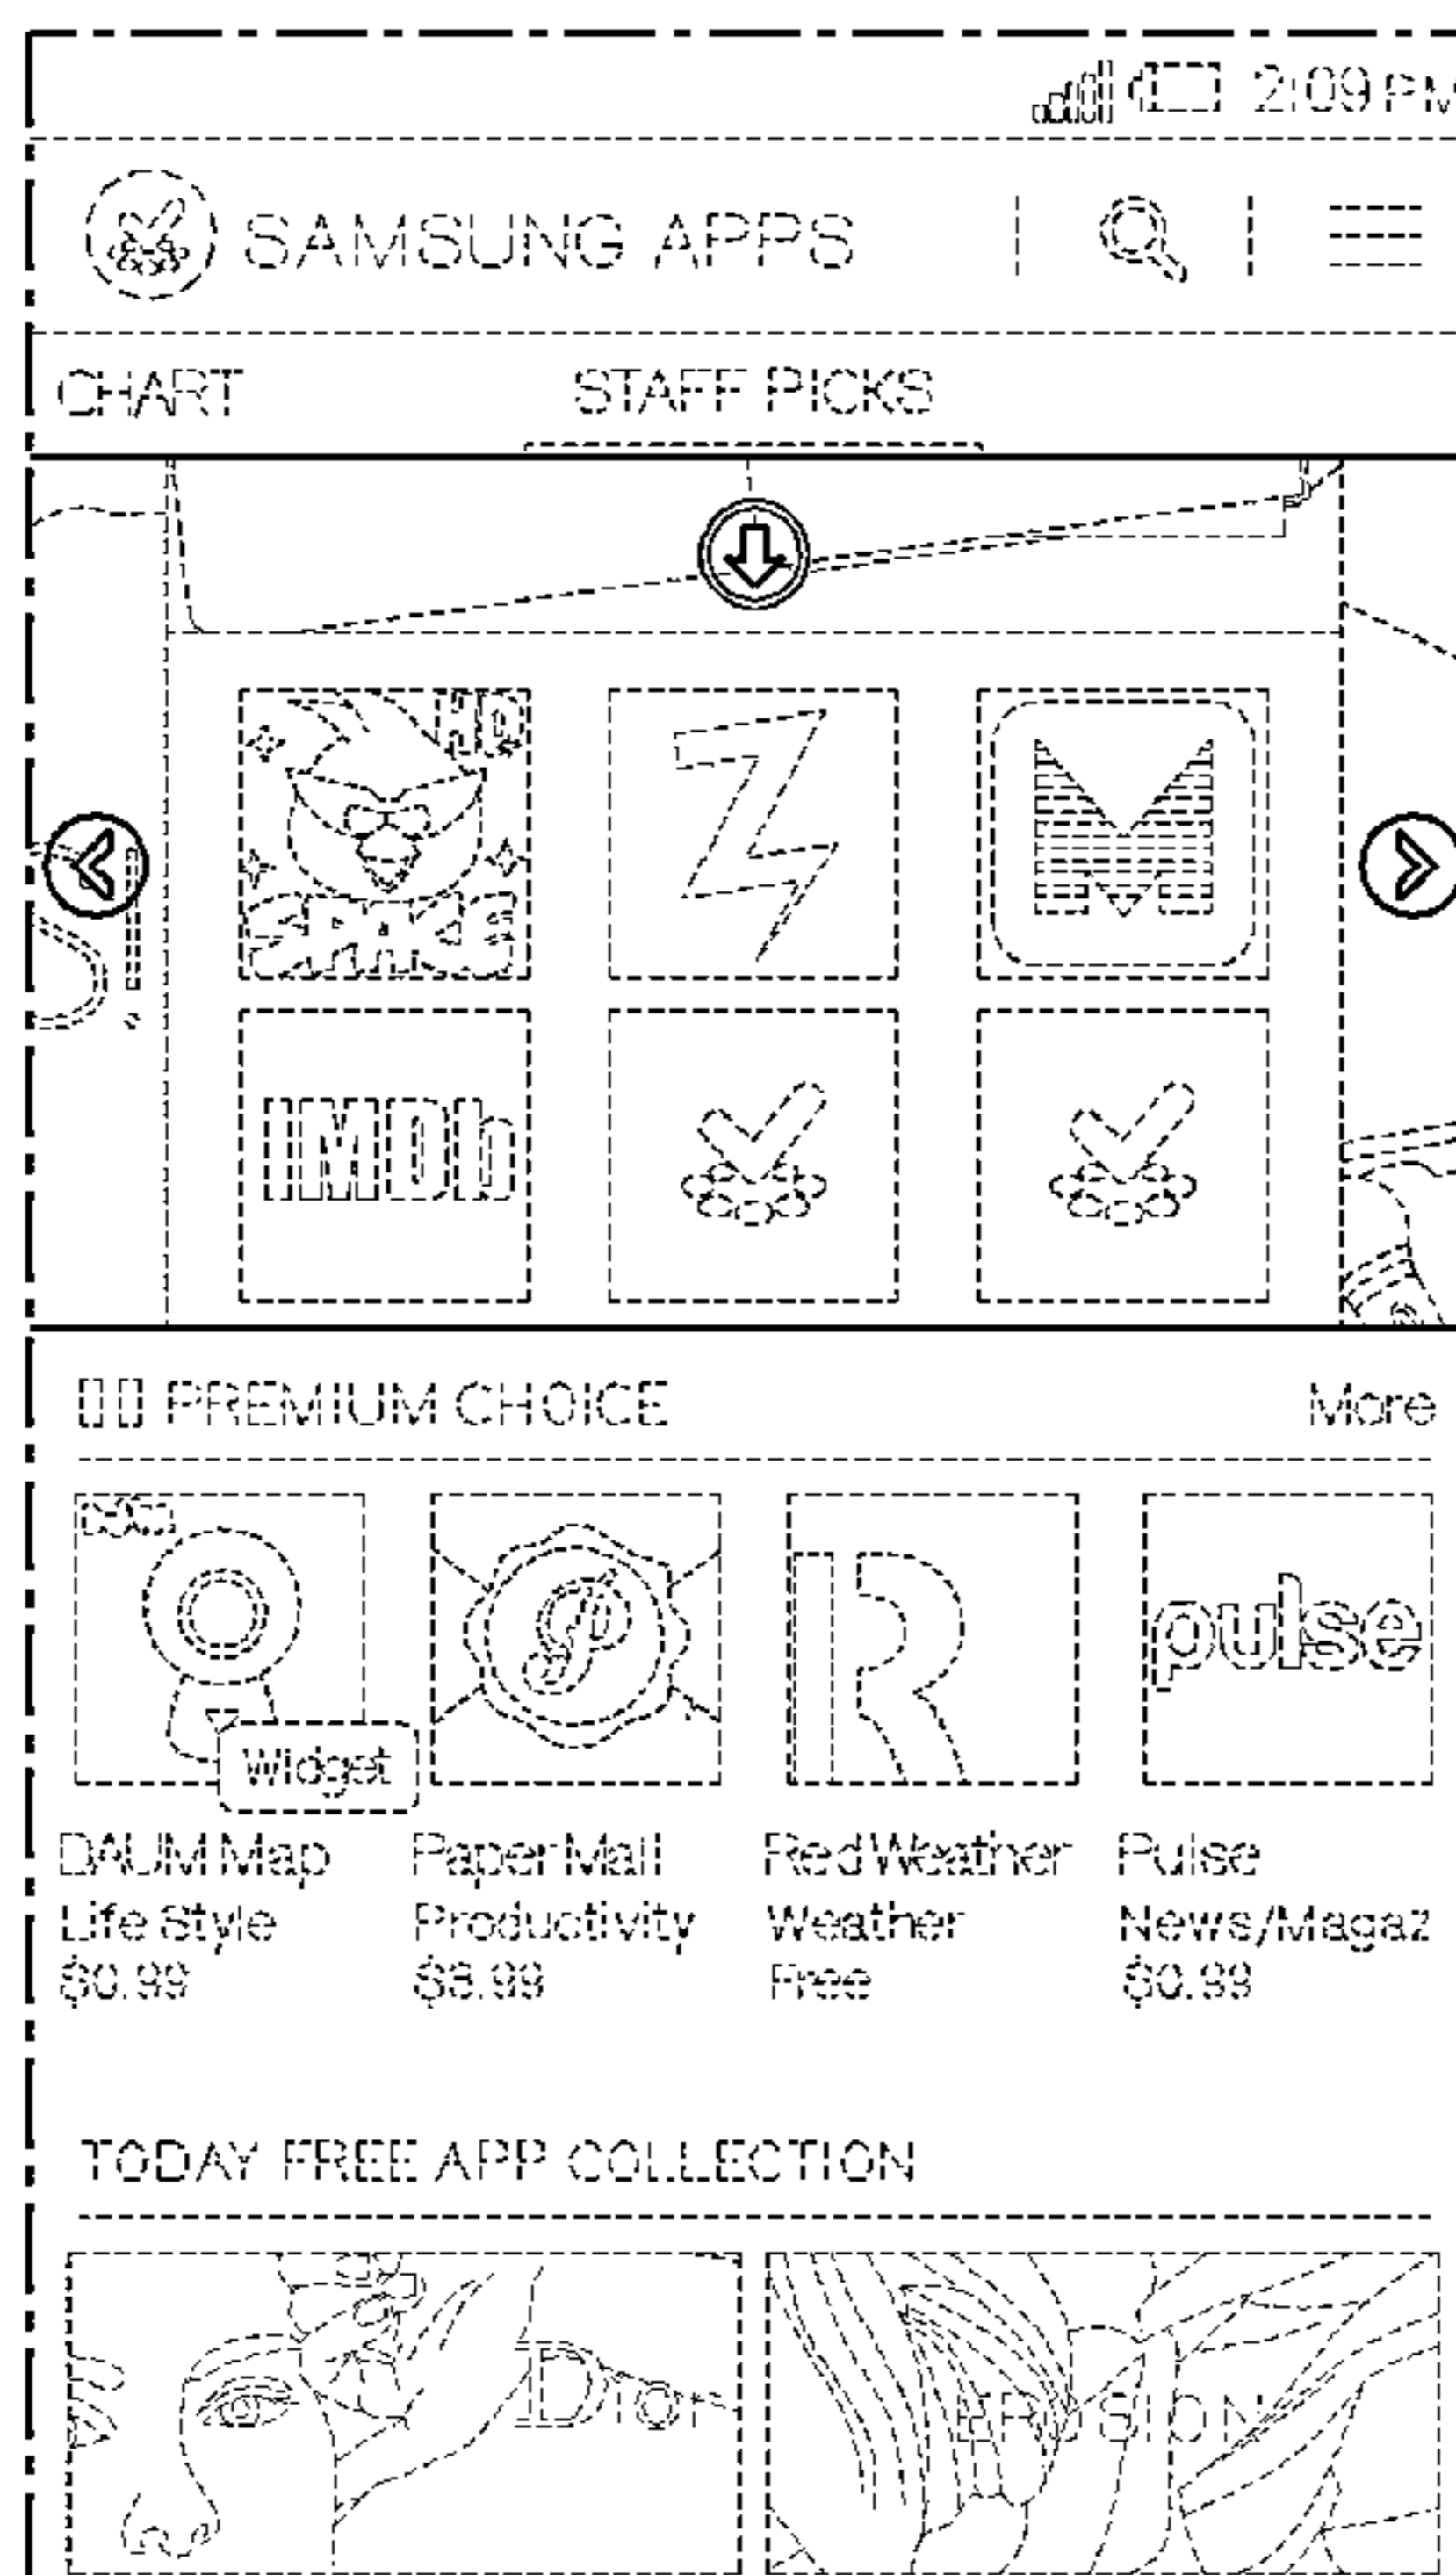 2:09 PM
SAMSUNG APPS
CHART STAFF PICKS
HD
SPACE
S!
IMDb
PREMIUM CHOICE More
P R pulse
Widget
DAUM Map Paper Mail Red Weather Pulse
Life Style Productivity Weather News/Magaz
$0.99 $3.99 Free $0.99
TODAY FREE APP COLLECTION
Dior